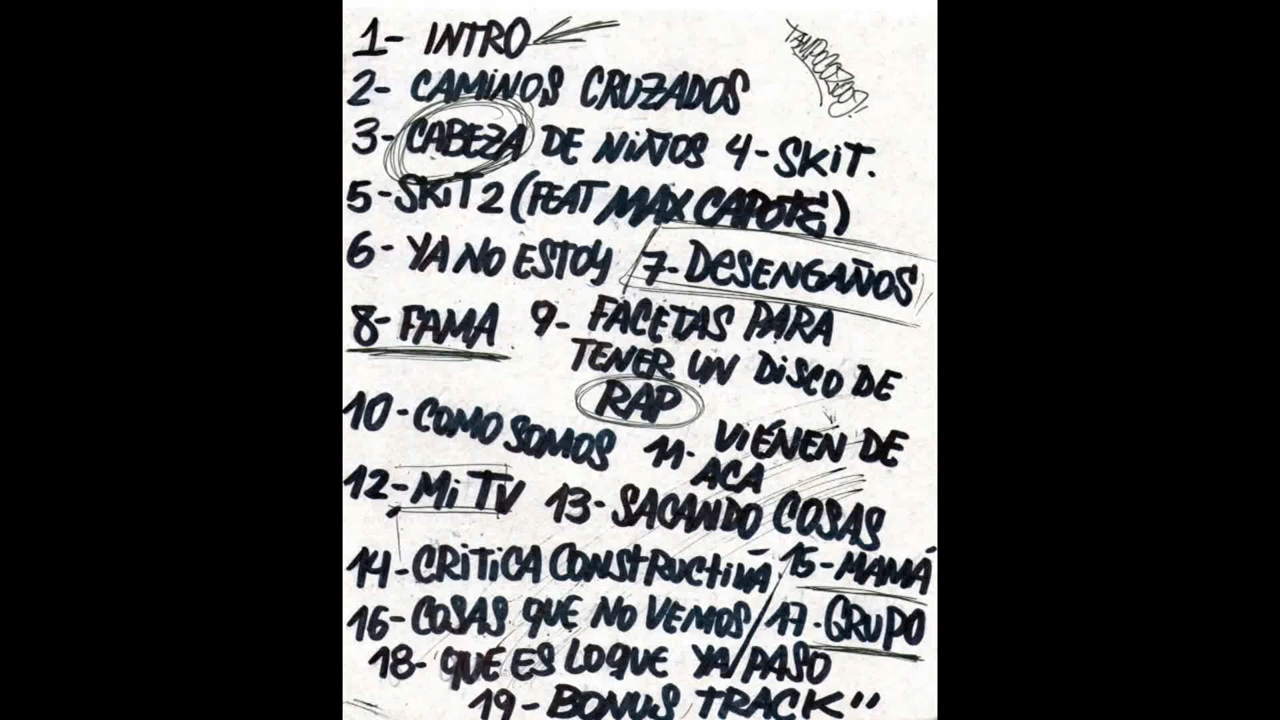 1- INTRO
2- CAMINOS CRUZADOS
3- CABEZA DE NIÑOS 4- SKiT.
5- SKiT 2 (FEAT MAX CAPOTE)
6- YA NO ESTOY 7- DESENGAÑOS
8- FAMA 9- FACETAS PARA
TENER UN DiSCO DE
RAP
10- COMO SOMOS 11- VIENEN DE
ACA
12- Mi TV 13- SACANDO COSAS
14- CRiTiCA CONStRUCtiVA 15- MAMÁ
16- COSAS QUE NO VEMOS / 17- GRUPO
18- QUE ES LO QUE YA PASO
19- BONUS TRACK"